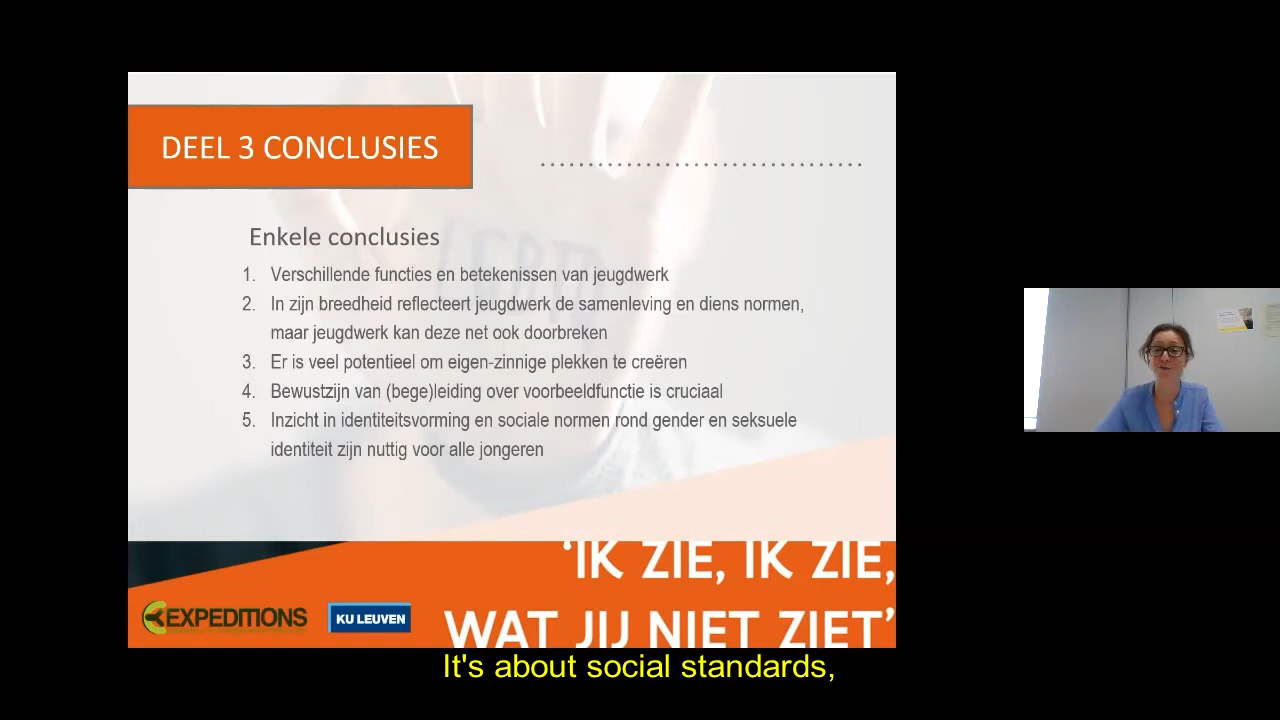 DEEL 3 CONCLUSIES
Enkele conclusies
1. Verschillende functies en betekenissen van jeugdwerk
2. In zijn breedheid reflecteert jeugdwerk de samenleving en diens normen,
maar jeugdwerk kan deze net ook doorbreken
3. Er is veel potentieel om eigen-zinnige plekken te creëren
4. Bewustzijn van (bege)leiding over voorbeeldfunctie is cruciaal
5. Inzicht in identiteitsvorming en sociale normen rond gender en seksuele
identiteit zijn nuttig voor alle jongeren
'IK ZIE, IK ZIE,
WAT JIJ NIET ZIET'
EXPEDITIONS
KU LEUVEN
It's about social standards,